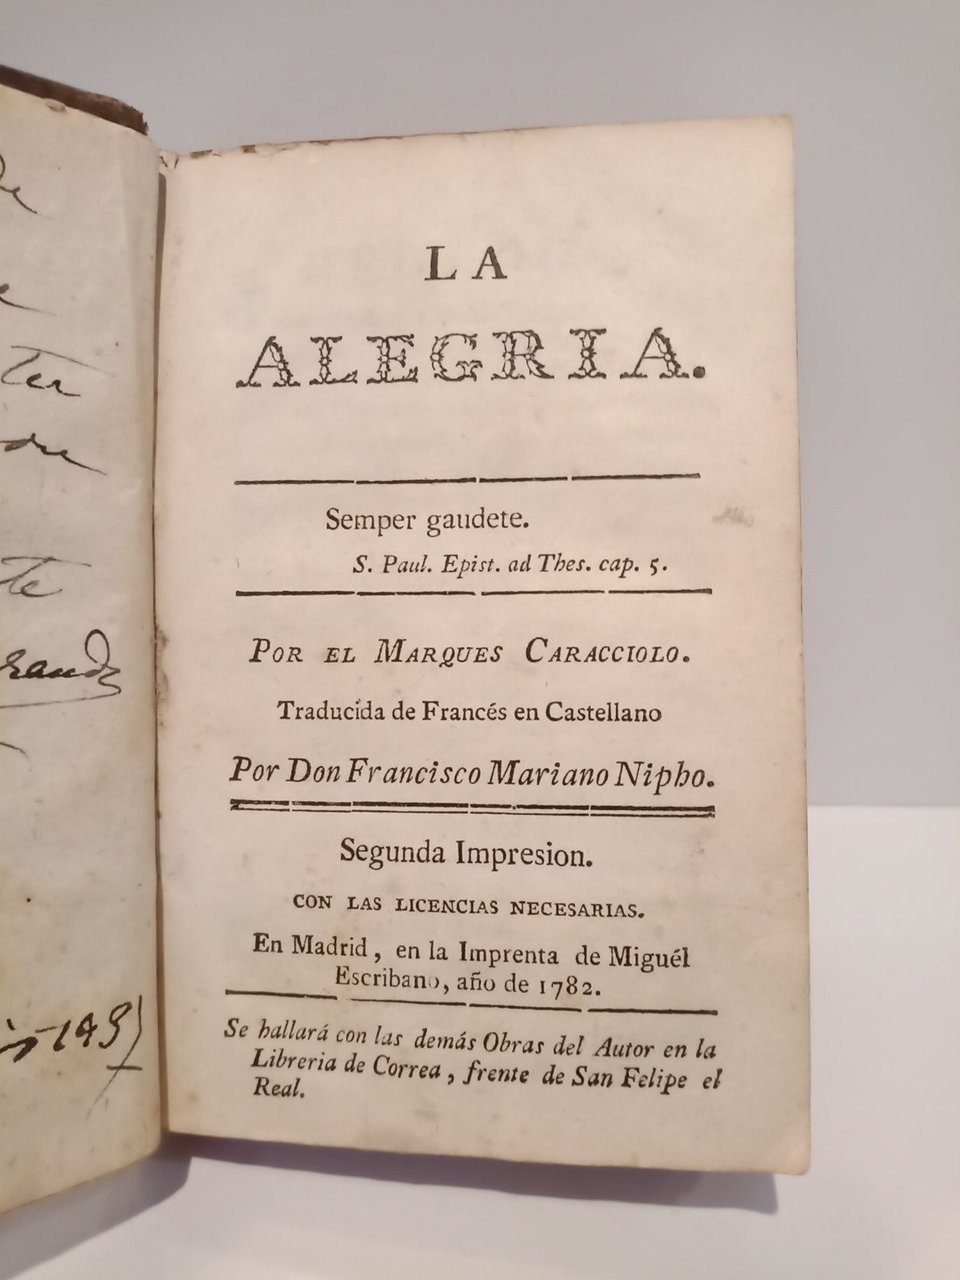 LA
ALEGRIA.
Semper gaudete.
S. Paul. Epist. ad Thes. cap. 5.
POR EL MARQUES CARACCIOLO.
Traducida de Francés en Castellano
Por Don Francisco Mariano Nipho.
Segunda Impresion.
CON LAS LICENCIAS NECESARIAS.
En Madrid, en la Imprenta de Miguél
Escribano, año de 1782.
Se hallará con las demás Obras del Autor en la
Libreria de Correa, frente de San Felipe el
Real.